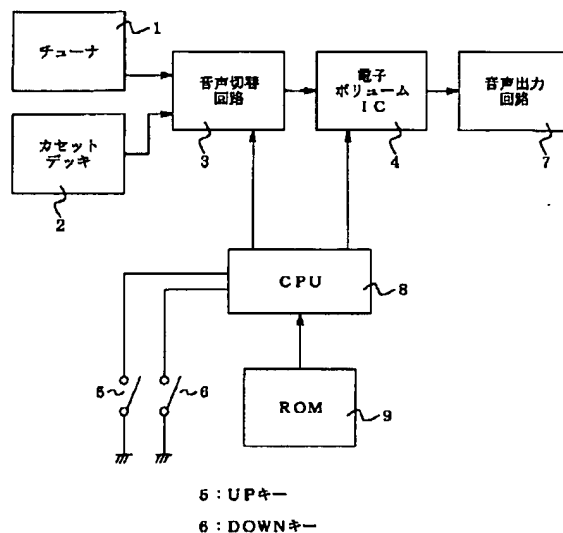 1
チューナ
カセット
デッキ
2
音声切替
回路
3
電子
ボリューム
IC
4
音声出力
回路
7
CPU
8
5
6
ROM
9
5：UPキー
6：DOWNキー